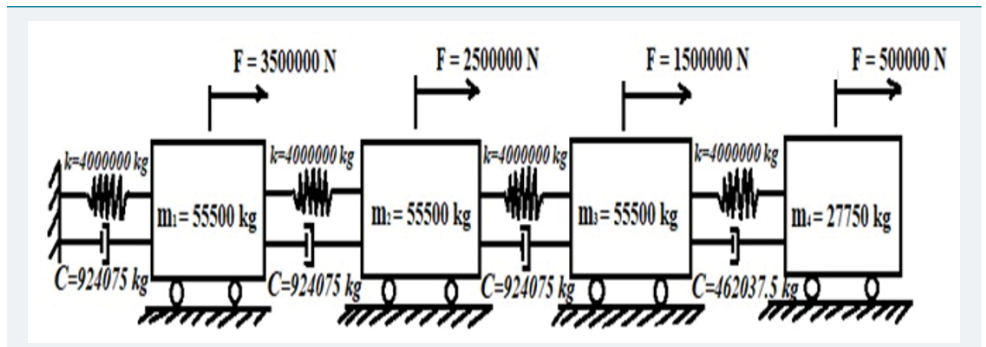 F = 3500000 N
F = 2500000 N
F = 1500000 N
F = 500000 N
k=4000000 kg
k=4000000 kg
k=4000000 kg
k=4000000 kg
m₁= 55500 kg
m₂= 55500 kg
m₃= 55500 kg
m₄= 27750 kg
C=924075 kg
C=924075 kg
C=924075 kg
C=462037.5 kg